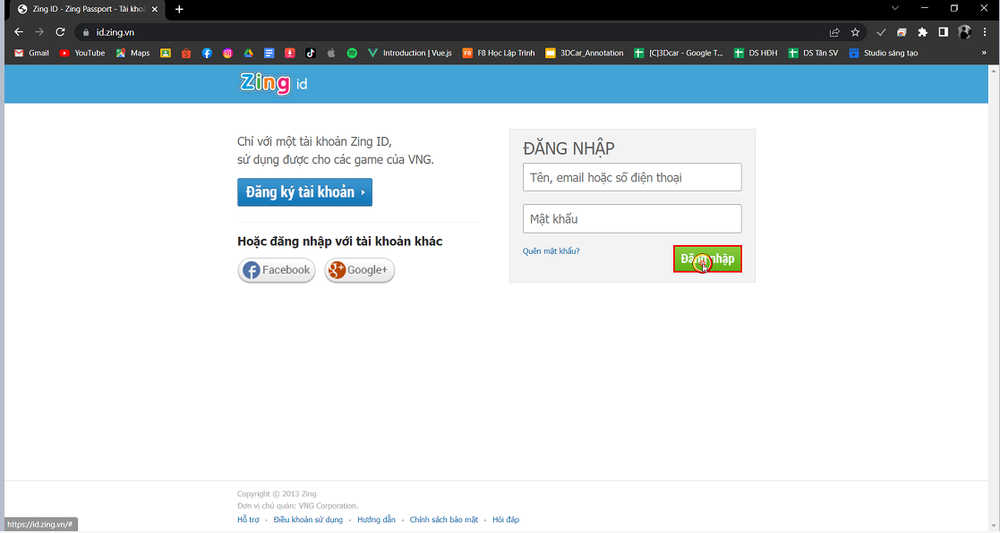 Zing ID - Zing Passport - Tài kho
id.zing.vn
Gmail
YouTube
Maps
Introduction | Vue.js
F8 Học Lập Trình
3DCar_Annotation
[C]3Dcar - Google T...
DS HĐH
DS Tân SV
Studio sáng tạo
»
Zing id
Chỉ với một tài khoản Zing ID,
sử dụng được cho các game của VNG.
Đăng ký tài khoản
Hoặc đăng nhập với tài khoản khác
Facebook
Google+
ĐĂNG NHẬP
Tên, email hoặc số điện thoại
Mật khẩu
Quên mật khẩu?
Đăng nhập
Copyright © 2013 Zing
Đơn vị chủ quản: VNG Corporation.
Hỗ trợ • Điều khoản sử dụng • Hướng dẫn • Chính sách bảo mật • Hỏi đáp
https://id.zing.vn/#